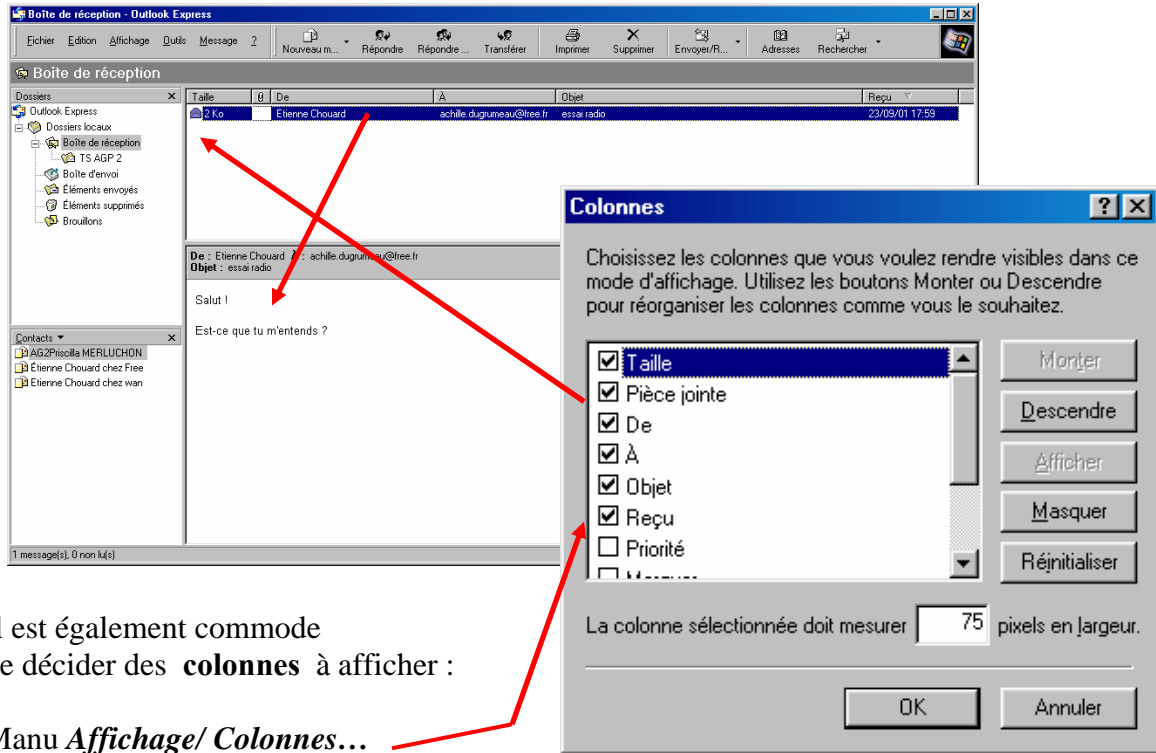 Boîte de réception - Outlook Express
Fichier Edition Affichage Outils Message ?
Nouveau m... Répondre Répondre ... Transférer Imprimer Supprimer Envoyer/R... Adresses Rechercher
Boîte de réception
Dossiers
Outlook Express
Dossiers locaux
Boîte de réception
TS AGP 2
Boîte d'envoi
Éléments envoyés
Éléments supprimés
Brouillons
Contacts
AG2Priscilla MERLUCHON
Étienne Chouard chez Free
Etienne Chouard chez wan
1 message(s), 0 non lu(s)
Taille De À Objet Reçu
2 Ko Etienne Chouard achille.dugrumeau@free.fr essai radio 23/09/01 17:59
De : Etienne Chouard À : achille.dugrumeau@free.fr
Objet : essai radio
Salut !
Est-ce que tu m'entends ?
Colonnes
Choisissez les colonnes que vous voulez rendre visibles dans ce
mode d'affichage. Utilisez les boutons Monter ou Descendre
pour réorganiser les colonnes comme vous le souhaitez.
Taille
Pièce jointe
De
À
Objet
Reçu
Priorité
Monter
Descendre
Afficher
Masquer
Réinitialiser
La colonne sélectionnée doit mesurer 75 pixels en largeur.
OK Annuler
l est également commode
e décider des colonnes à afficher :
Manu Affichage/ Colonnes…